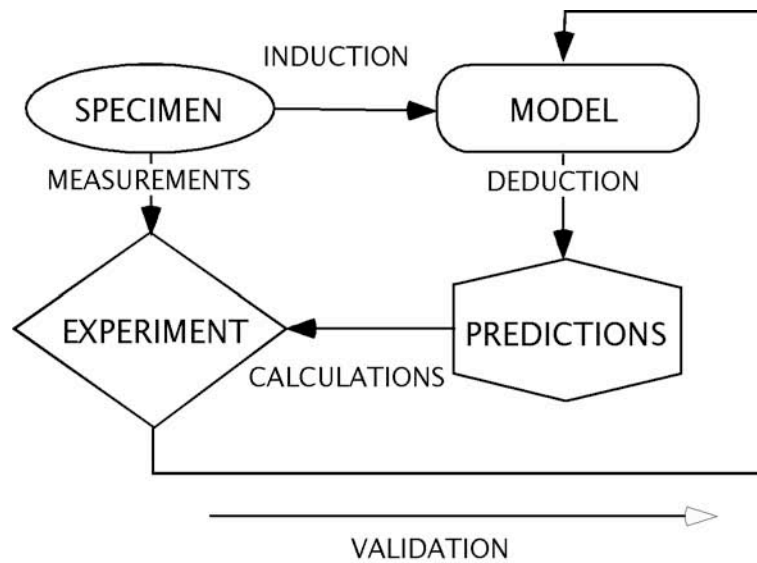 INDUCTION
SPECIMEN
MODEL
MEASUREMENTS
DEDUCTION
EXPERIMENT
PREDICTIONS
CALCULATIONS
VALIDATION